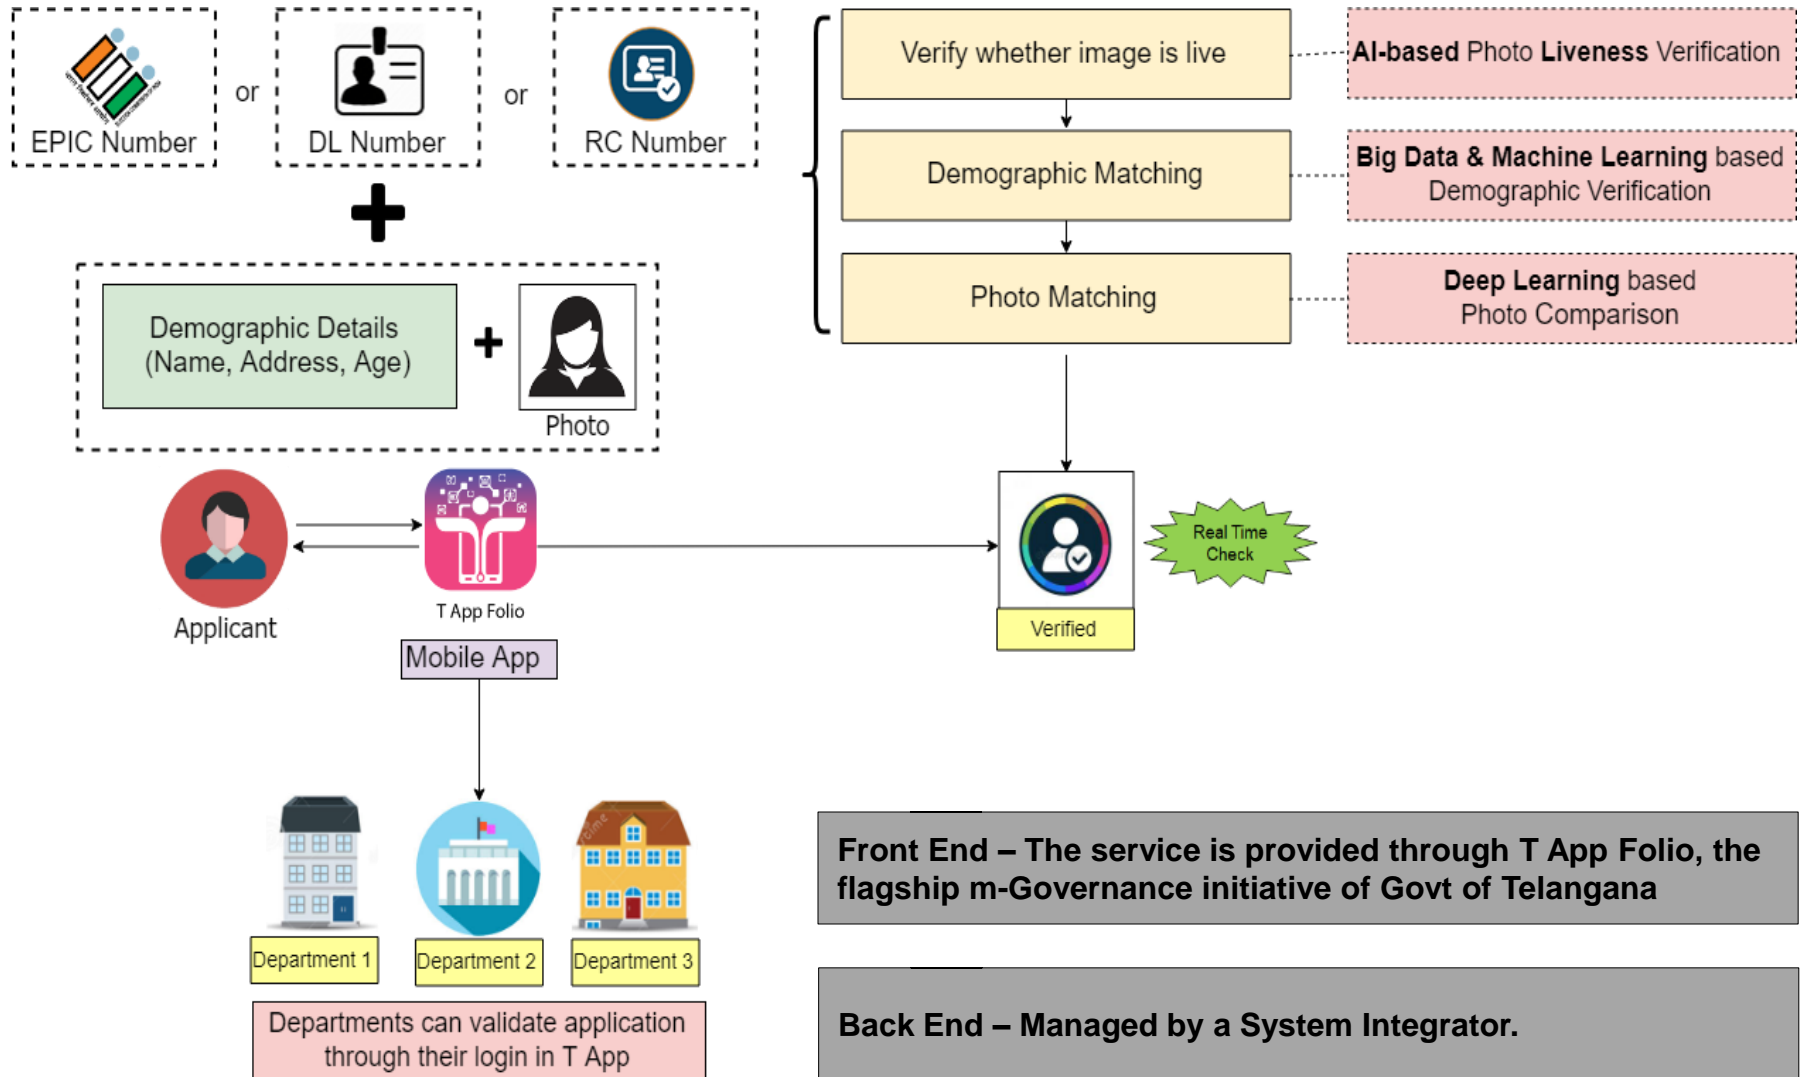 EPIC Number
or
DL Number
or
RC Number
Demographic Details
(Name, Address, Age)
Photo
Applicant
T App Folio
Mobile App
Department 1
Department 2
Department 3
Departments can validate application
through their login in T App
Verify whether image is live
AI-based Photo Liveness Verification
Demographic Matching
Big Data & Machine Learning based
Demographic Verification
Photo Matching
Deep Learning based
Photo Comparison
Real Time
Check
Verified
Front End – The service is provided through T App Folio, the
flagship m-Governance initiative of Govt of Telangana
Back End – Managed by a System Integrator.